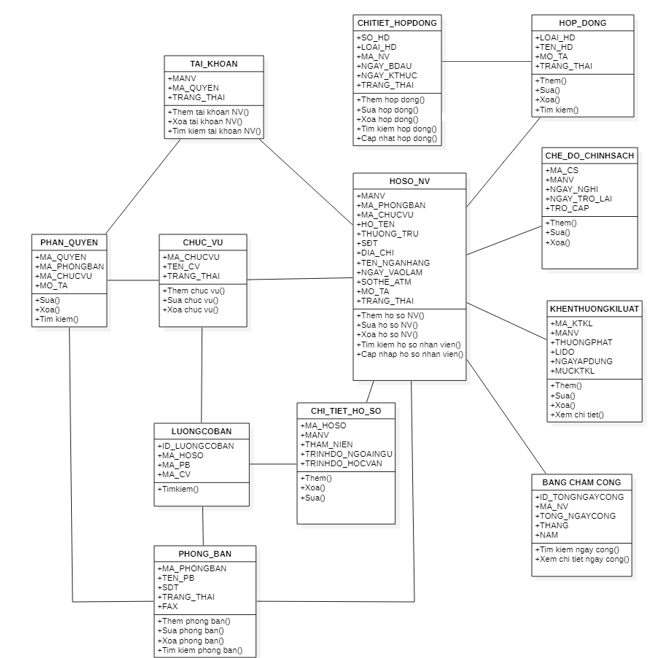 CHITIET_HOPDONG
+SO_HD
+LOAI_HD
+MA_NV
+NGAY_BDAU
+NGAY_KTHUC
+TRANG_THAI
+Them hop dong()
+Sua hop dong()
+Xoa hop dong()
+Tim kiem hop dong()
+Cap nhat hop dong()
HOP_DONG
+LOAI_HD
+TEN_HD
+MO_TA
+TRANG_THAI
+Them()
+Sua()
+Xoa()
+Tim kiem()
TAI_KHOAN
+MANV
+MA_QUYEN
+TRANG_THAI
+Them tai khoan NV()
+Xoa tai khoan NV()
+Tim kiem tai khoan NV()
CHE_DO_CHINHSACH
+MA_CS
+MANV
+NGAY_NGHI
+NGAY_TRO_LAI
+TRO_CAP
+Them()
+Sua()
+Xoa()
HOSO_NV
+MANV
+MA_PHONGBAN
+MA_CHUCVU
+HO_TEN
+THUONG_TRU
+SĐT
+DIA_CHI
+TEN_NGANHANG
+NGAY_VAOLAM
+SOTHE_ATM
+MO_TA
+TRANG_THAI
+Them ho so NV()
+Sua ho so NV()
+Xoa ho so NV()
+Tim kiem ho so nhan vien()
+Cap nhap ho so nhan vien()
PHAN_QUYEN
+MA_QUYEN
+MA_PHONGBAN
+MA_CHUCVU
+MO_TA
+Sua()
+Xoa()
+Tim kiem()
CHUC_VU
+MA_CHUCVU
+TEN_CV
+TRANG_THAI
+Them chuc vu()
+Sua chuc vu()
+Xoa chuc vu()
KHENTHUONGKILUAT
+MA_KTKL
+MANV
+THUONGPHAT
+LIDO
+NGAYAPDUNG
+MUCKTKL
+Them()
+Sua()
+Xoa()
+Xem chi tiet()
CHI_TIET_HO_SO
+MA_HOSO
+MANV
+THAM_NIEN
+TRINHDO_NGOAINGU
+TRINHDO_HOCVAN
+Them()
+Xoa()
+Sua()
LUONGCOBAN
+ID_LUONGCOBAN
+MA_HOSO
+MA_PB
+MA_CV
+Timkiem()
BANG CHAM CONG
+ID_TONGNGAYCONG
+MA_NV
+TONG_NGAYCONG
+THANG
+NAM
+Tim kiem ngay cong()
+Xem chi tiet ngay cong()
PHONG_BAN
+MA_PHONGBAN
+TEN_PB
+SDT
+TRANG_THAI
+FAX
+Them phong ban()
+Sua phong ban()
+Xoa phong ban()
+Tim kiem phong ban()